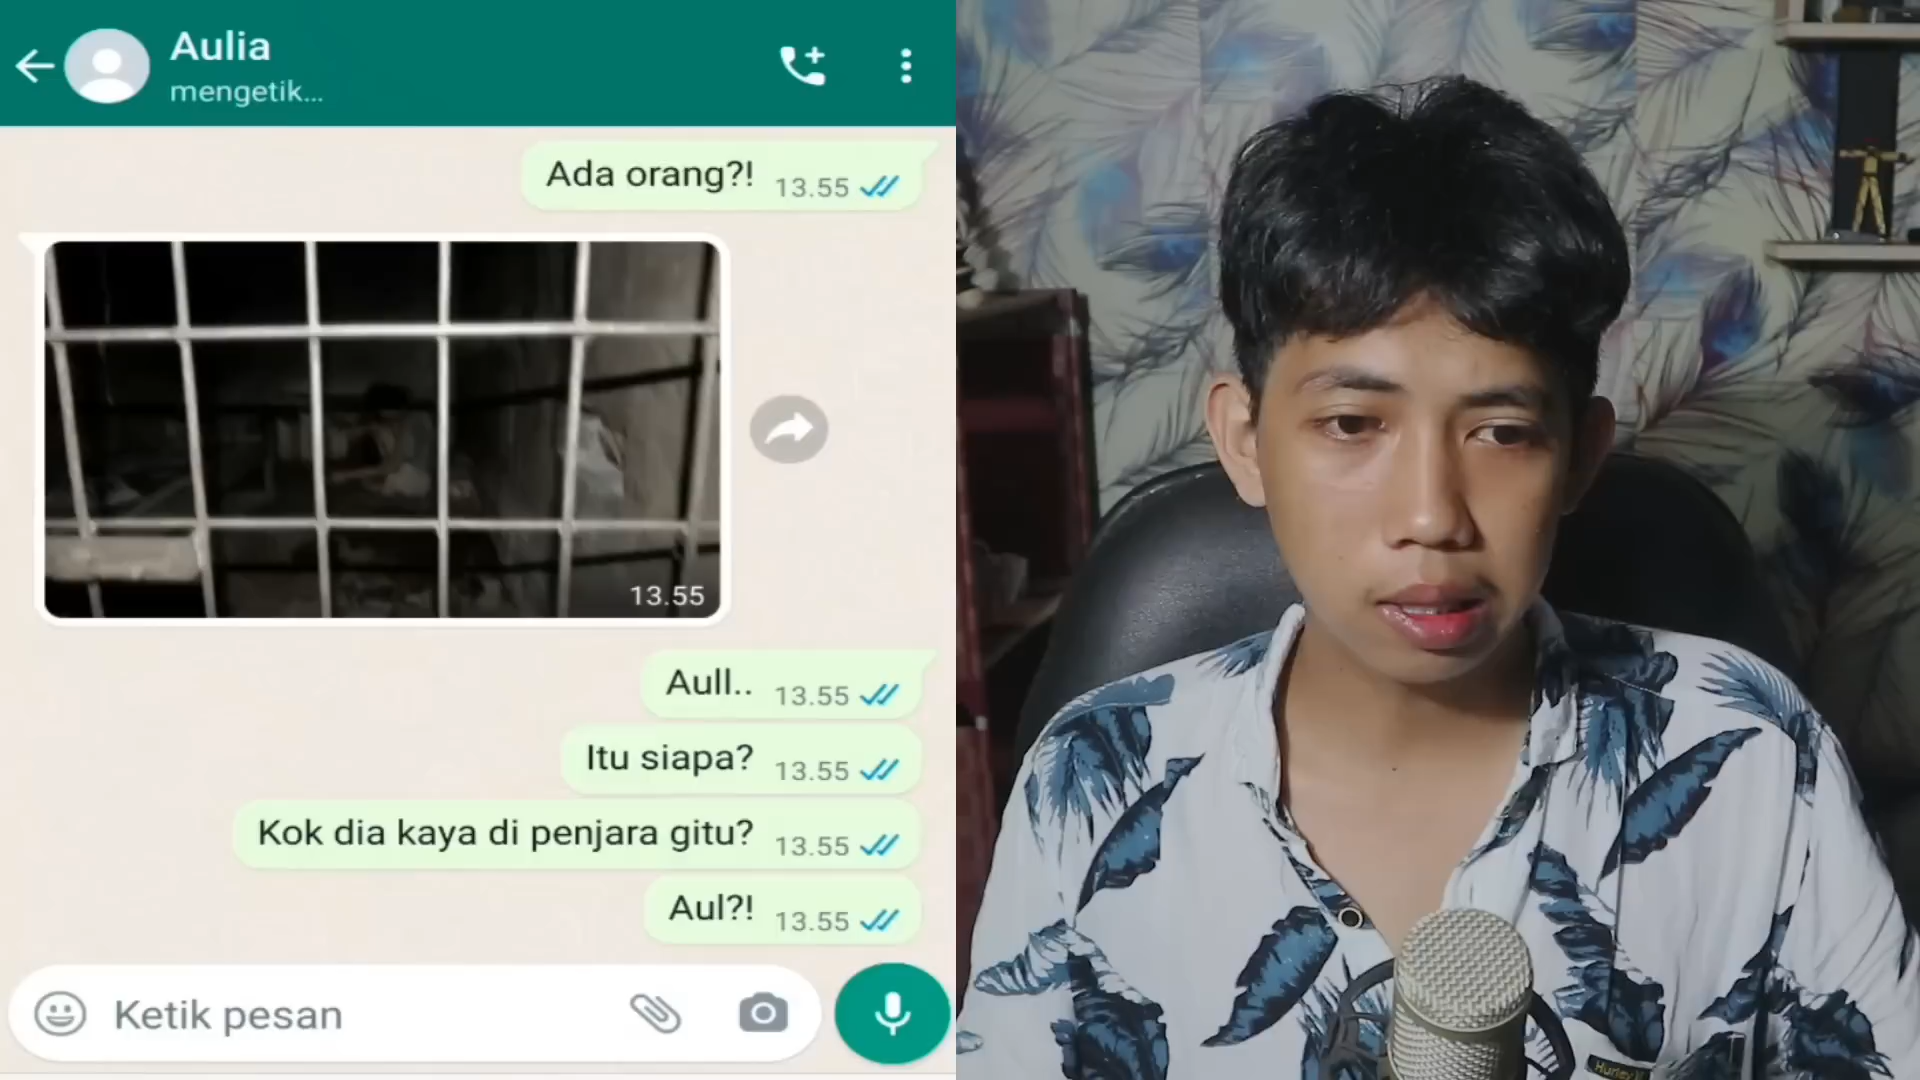 Aulia
mengetik...
Ada orang?! 13.55
13.55
Aull.. 13.55
Itu siapa? 13.55
Kok dia kaya di penjara gitu? 13.55
Aul?! 13.55
Ketik pesan
Hurley